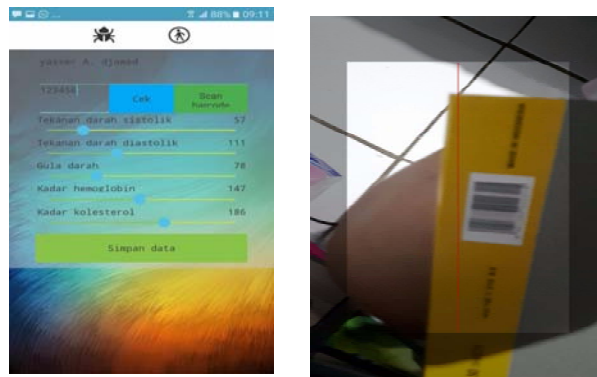 88% 09:11
yasser A. djawad
123456
Cek
Scan barcode
Tekanan darah sistolik 57
Tekanan darah diastolik 111
Gula darah 78
Kadar hemoglobin 147
Kadar kolesterol 186
Simpan data